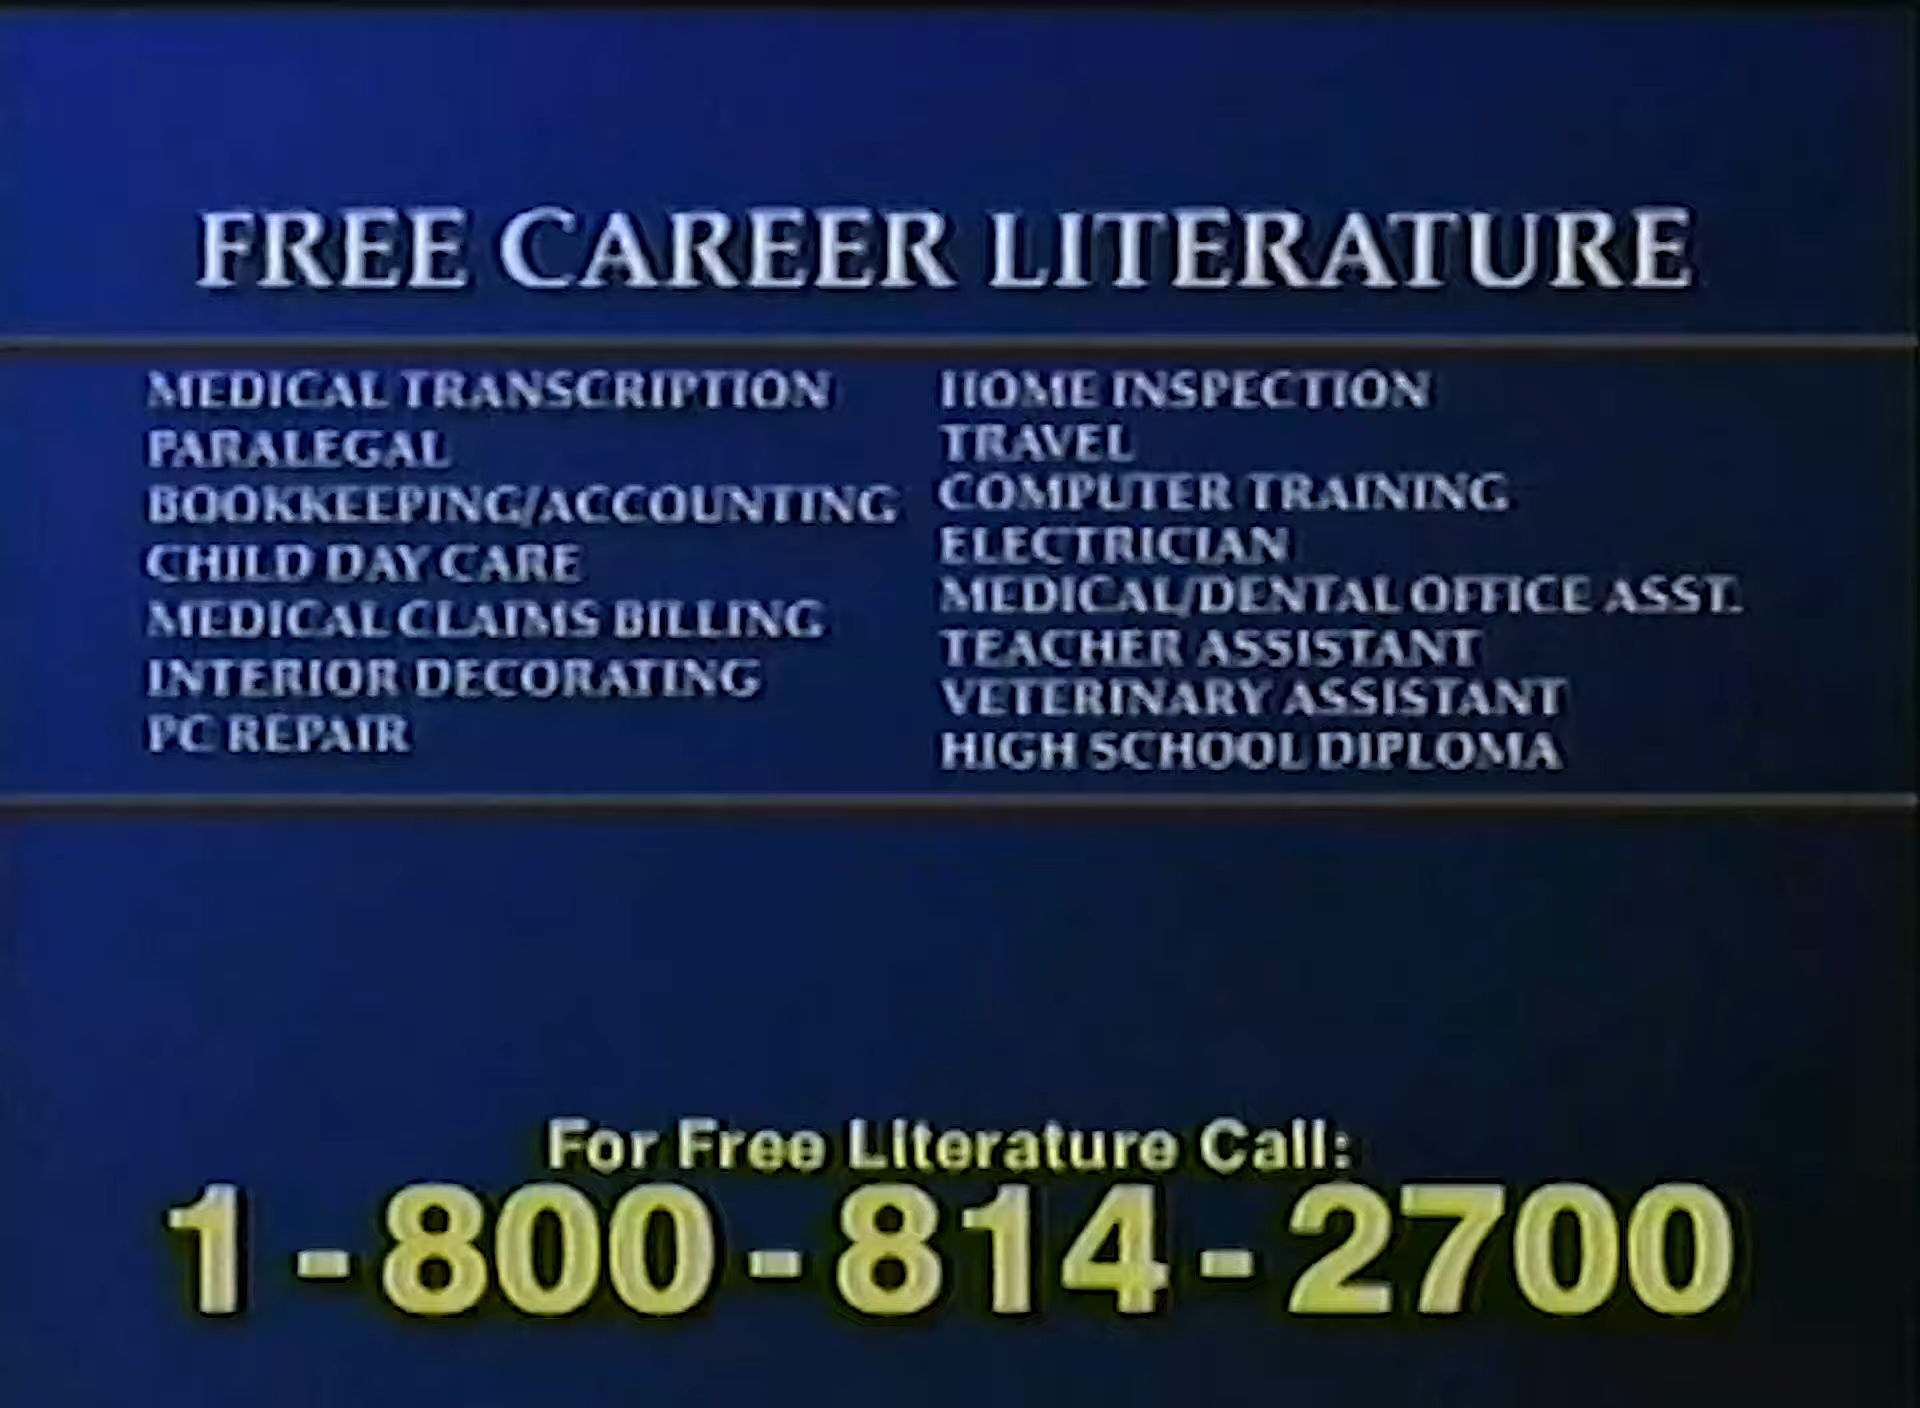 FREE CAREER LITERATURE
MEDICAL TRANSCRIPTION
PARALEGAL
BOOKKEEPING/ACCOUNTING
CHILD DAY CARE
MEDICAL CLAIMS BILLING
INTERIOR DECORATING
PC REPAIR
HOME INSPECTION
TRAVEL
COMPUTER TRAINING
ELECTRICIAN
MEDICAL/DENTAL OFFICE ASST.
TEACHER ASSISTANT
VETERINARY ASSISTANT
HIGH SCHOOL DIPLOMA
For Free Literature Call:
1-800-814-2700